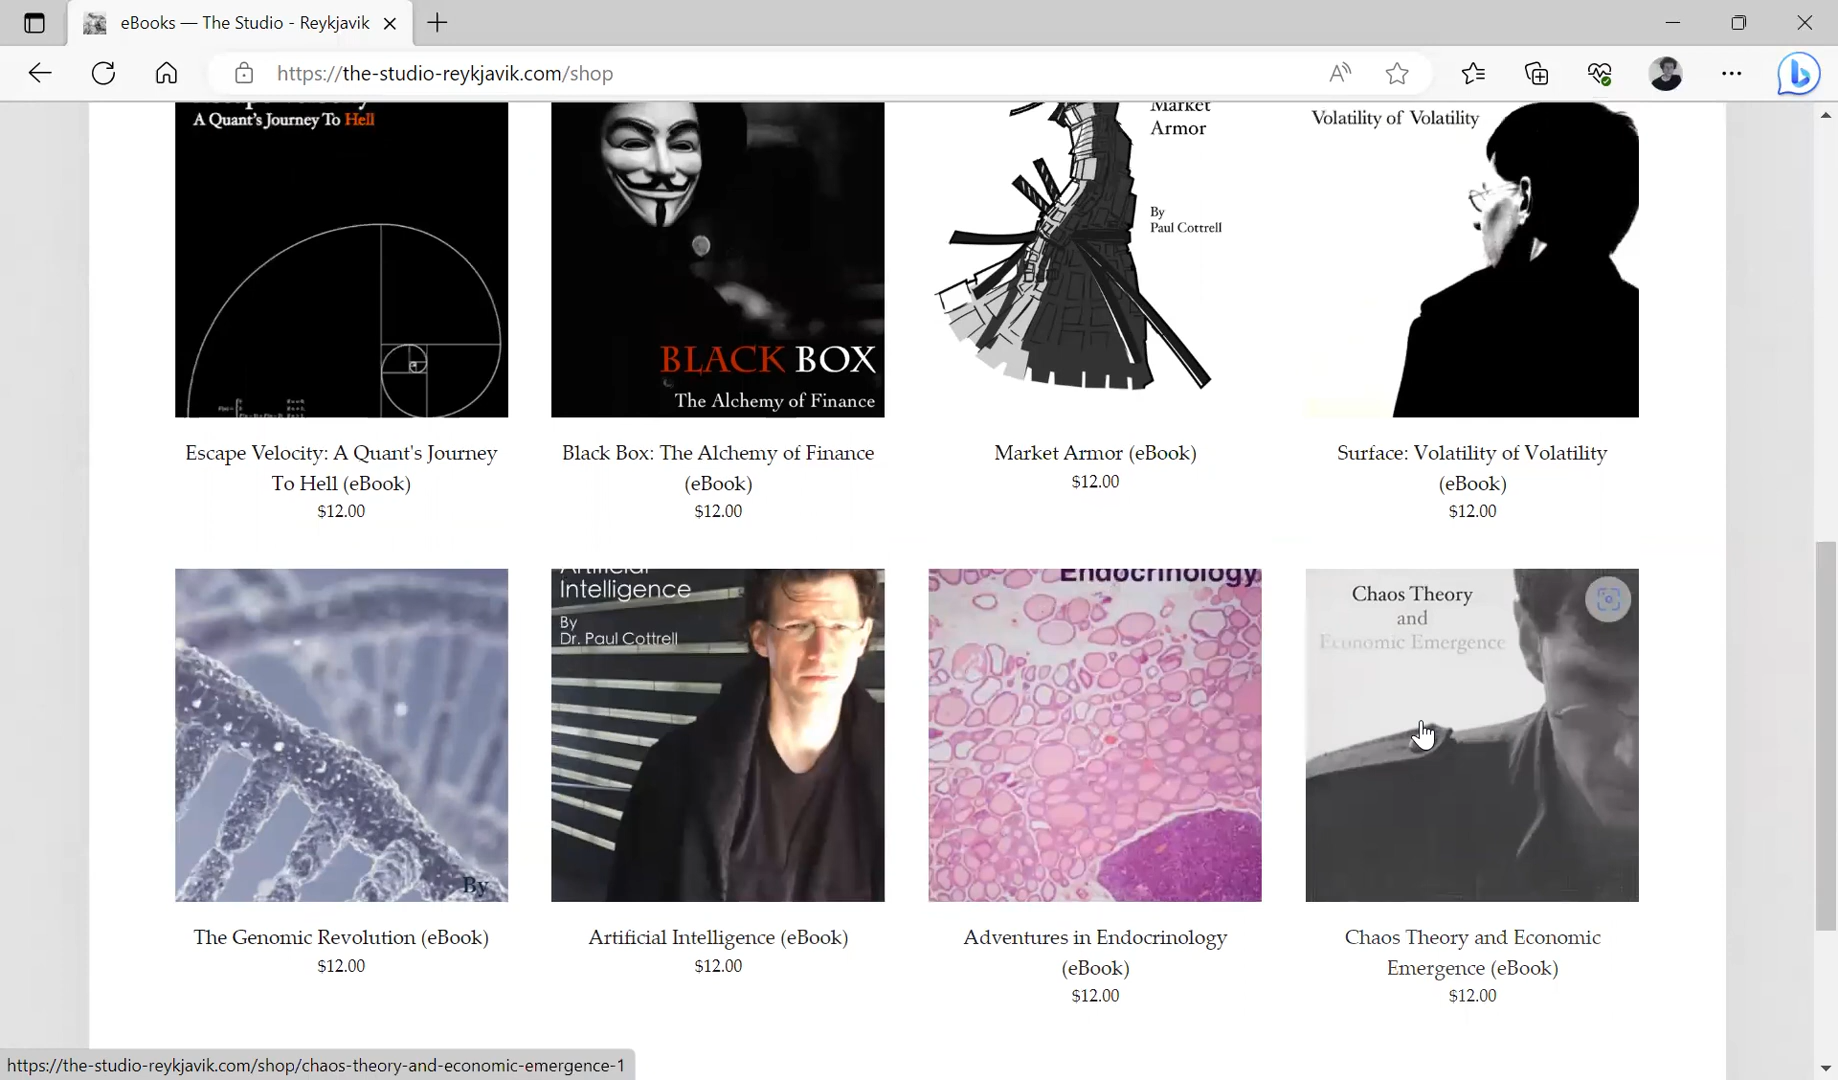 eBooks — The Studio - Reykjavik
https://the-studio-reykjavik.com/shop
A Quant's Journey To Hell
Market
Armor
By
Paul Cottrell
Volatility of Volatility
BLACK BOX
The Alchemy of Finance
Escape Velocity: A Quant's Journey
To Hell (eBook)
$12.00
Black Box: The Alchemy of Finance
(eBook)
$12.00
Market Armor (eBook)
$12.00
Surface: Volatility of Volatility
(eBook)
$12.00
By
Artificial
Intelligence
By
Dr. Paul Cottrell
Endocrinology
Chaos Theory
and
Economic Emergence
The Genomic Revolution (eBook)
$12.00
Artificial Intelligence (eBook)
$12.00
Adventures in Endocrinology
(eBook)
$12.00
Chaos Theory and Economic
Emergence (eBook)
$12.00
https://the-studio-reykjavik.com/shop/chaos-theory-and-economic-emergence-1